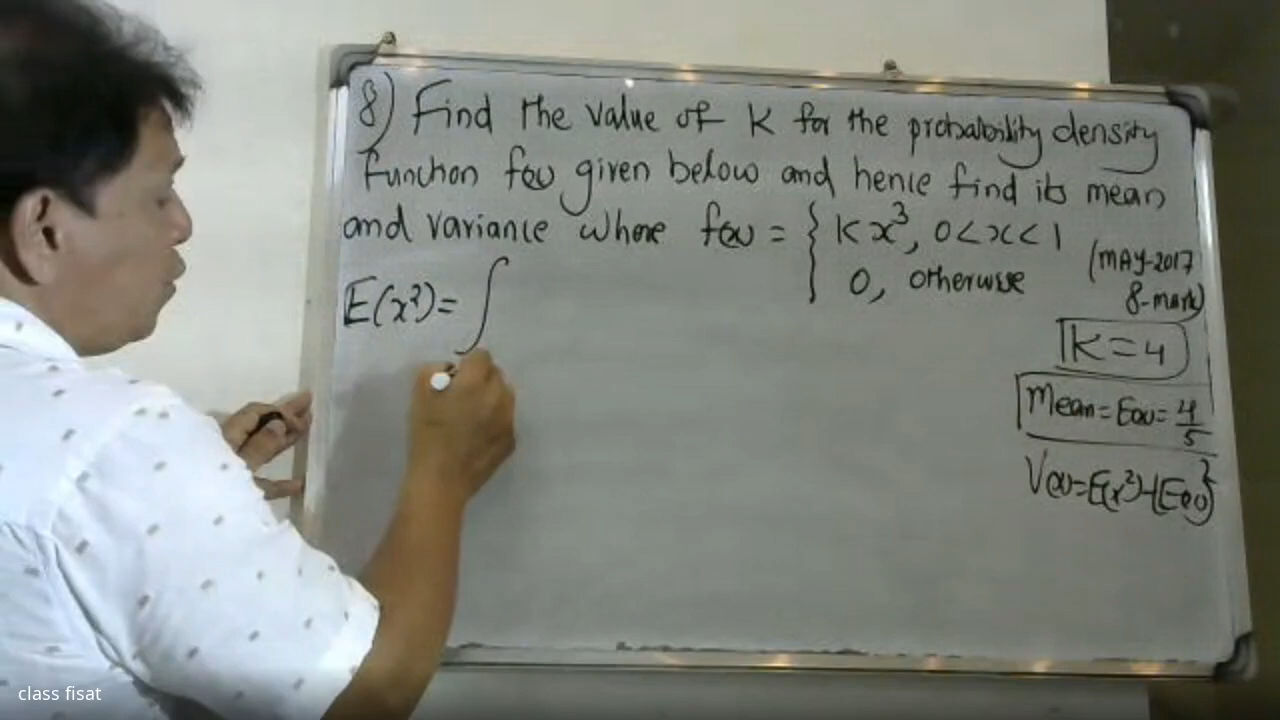 8) Find the value of K for the probability density
function f(x) given below and hence find its mean
and variance where f(x) = { Kx³, 0<x<1
0, otherwise
(MAY-2017
8-mark)
E(x²) = ∫
K = 4
Mean = E(x) = 4/5
V(x) = E(x²) - (E(x))²
class fisat